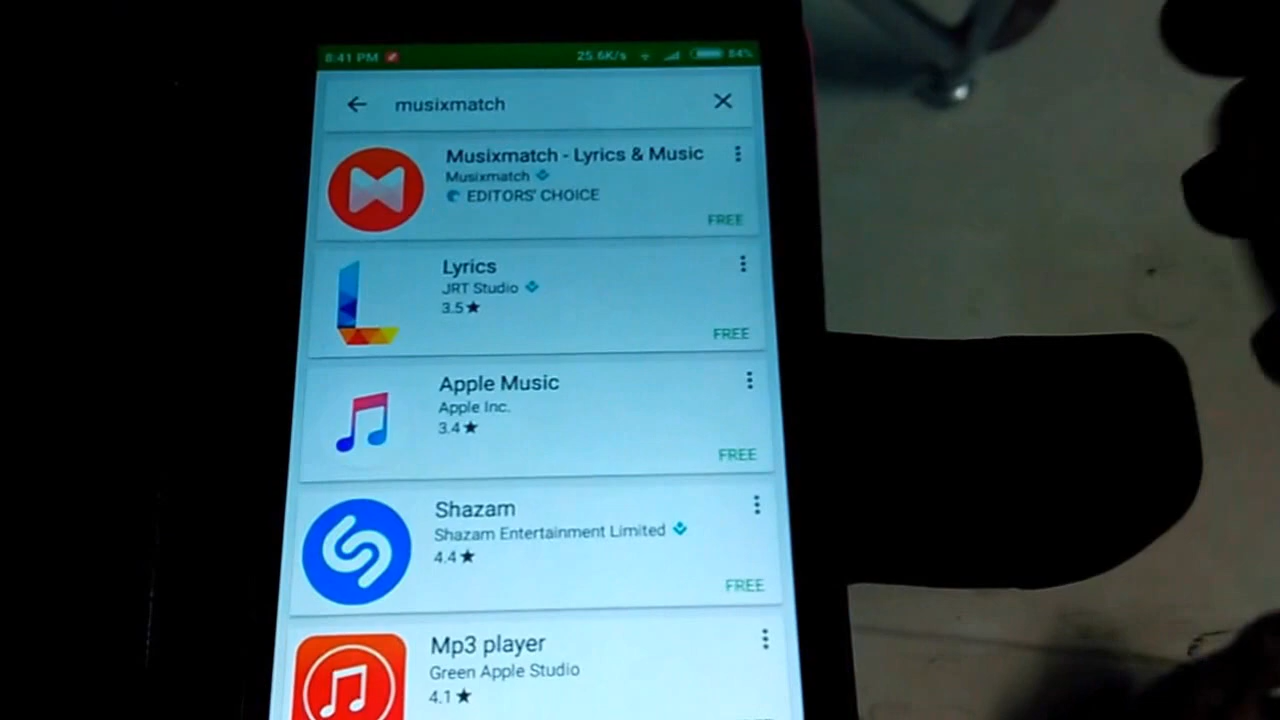 8:41 PM 25.6K/s 84%
musixmatch
Musixmatch - Lyrics & Music
Musixmatch
EDITORS' CHOICE
FREE
Lyrics
JRT Studio
3.5★
FREE
Apple Music
Apple Inc.
3.4★
FREE
Shazam
Shazam Entertainment Limited
4.4★
FREE
Mp3 player
Green Apple Studio
4.1★